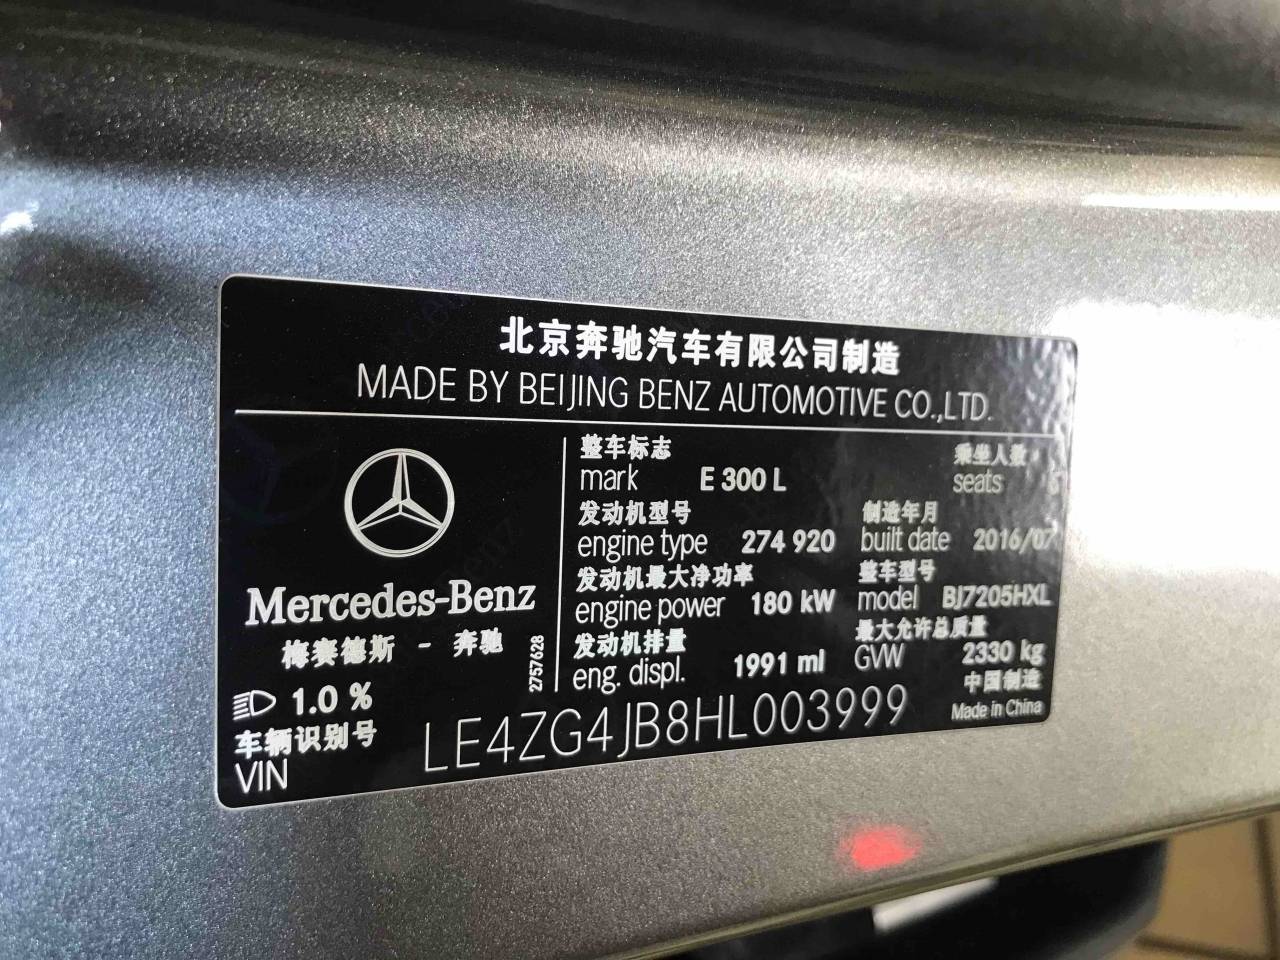 北京奔驰汽车有限公司制造
MADE BY BEIJING BENZ AUTOMOTIVE CO.,LTD.
Mercedes-Benz
梅赛德斯 - 奔驰
2757628
1.0 %
整车标志
mark E 300 L
乘坐人数
seats
发动机型号
engine type 274 920
制造年月
built date 2016/07
发动机最大净功率
engine power 180 kW
整车型号
model BJ7205HXL
发动机排量
eng. displ. 1991 ml
最大允许总质量
GVW 2330 kg
中国制造
Made in China
车辆识别号
VIN LE4ZG4JB8HL003999